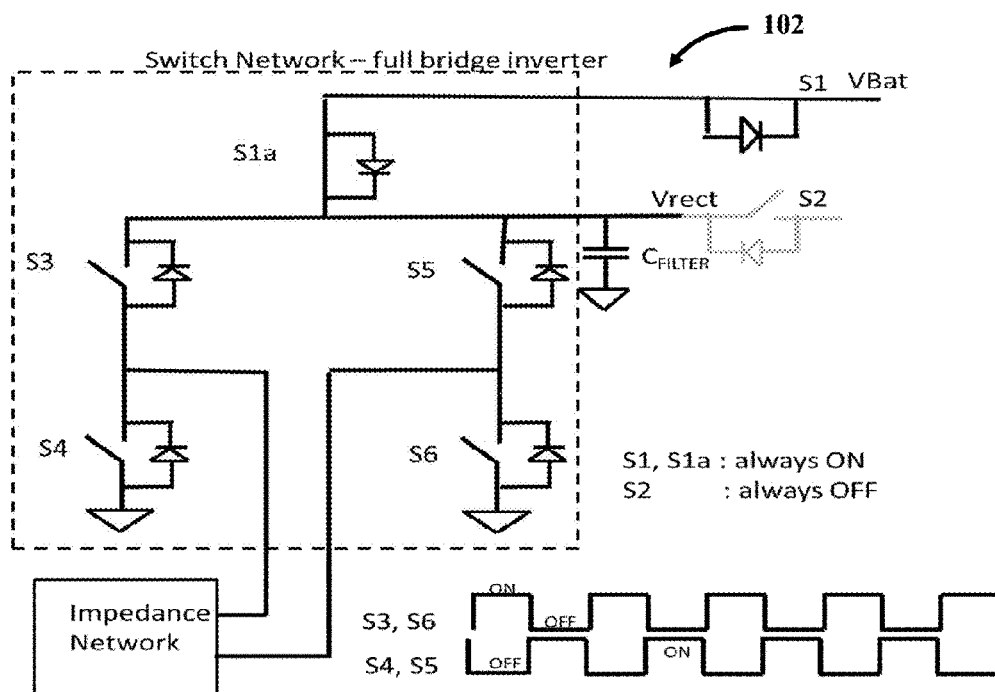 102
Switch Network – full bridge inverter
S1 VBat
S1a
Vrect S2
S3
S5
CFILTER
S4
S6
S1, S1a : always ON
S2 : always OFF
Impedance
Network
ON
S3, S6
OFF
ON
S4, S5
OFF